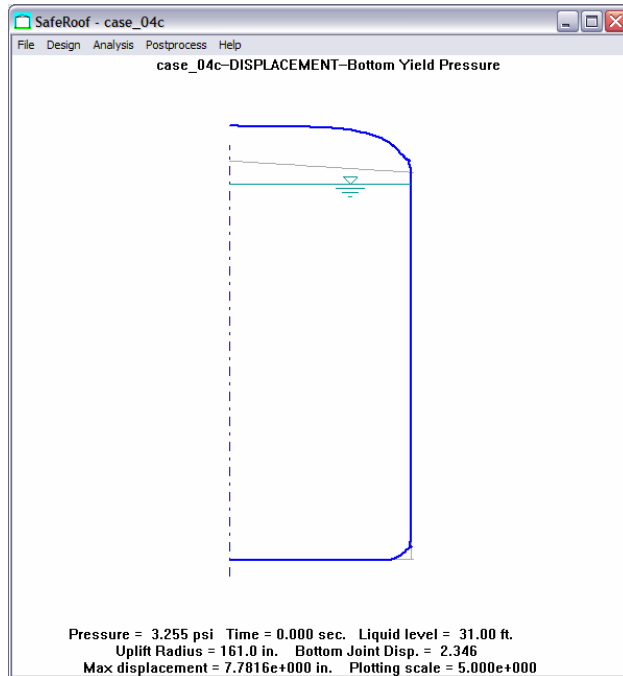 SafeRoof - case_04c
File Design Analysis Postprocess Help
case_04c-DISPLACEMENT-Bottom Yield Pressure
Pressure = 3.255 psi Time = 0.000 sec. Liquid level = 31.00 ft.
Uplift Radius = 161.0 in. Bottom Joint Disp. = 2.346
Max displacement = 7.7816e+000 in. Plotting scale = 5.000e+000